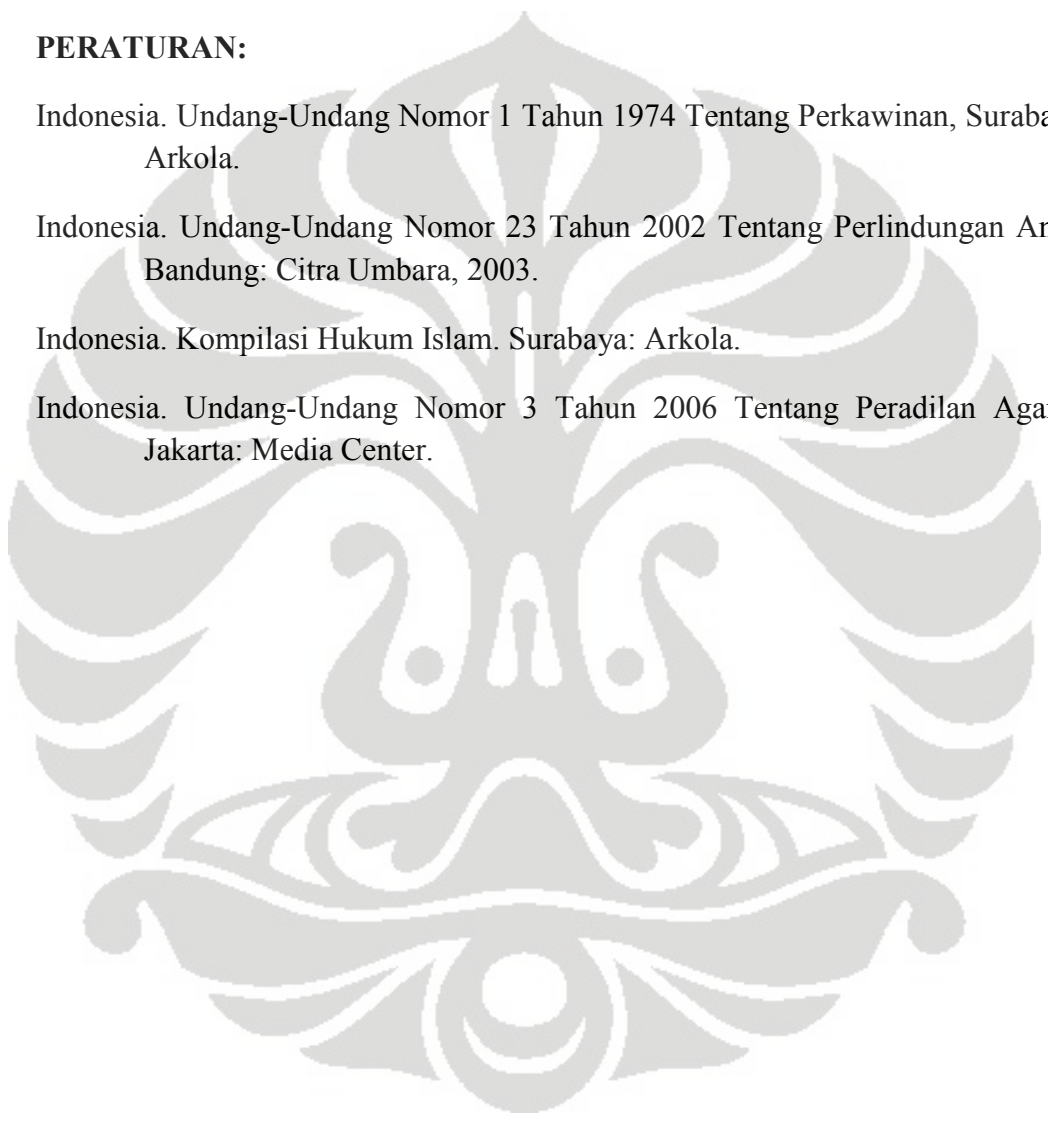 PERATURAN:
Indonesia. Undang-Undang Nomor 1 Tahun 1974 Tentang Perkawinan,
Arkola.
Indonesia. Undang-Undang Nomor 23 Tahun 2002 Tentang Perlindungan
Bandung: Citra Umbara, 2003.
Indonesia. Kompilasi Hukum Islam. Surabaya: Arkola.
Indonesia. Undang-Undang Nomor 3 Tahun 2006 Tentang Peradilan
Jakarta: Media Center.